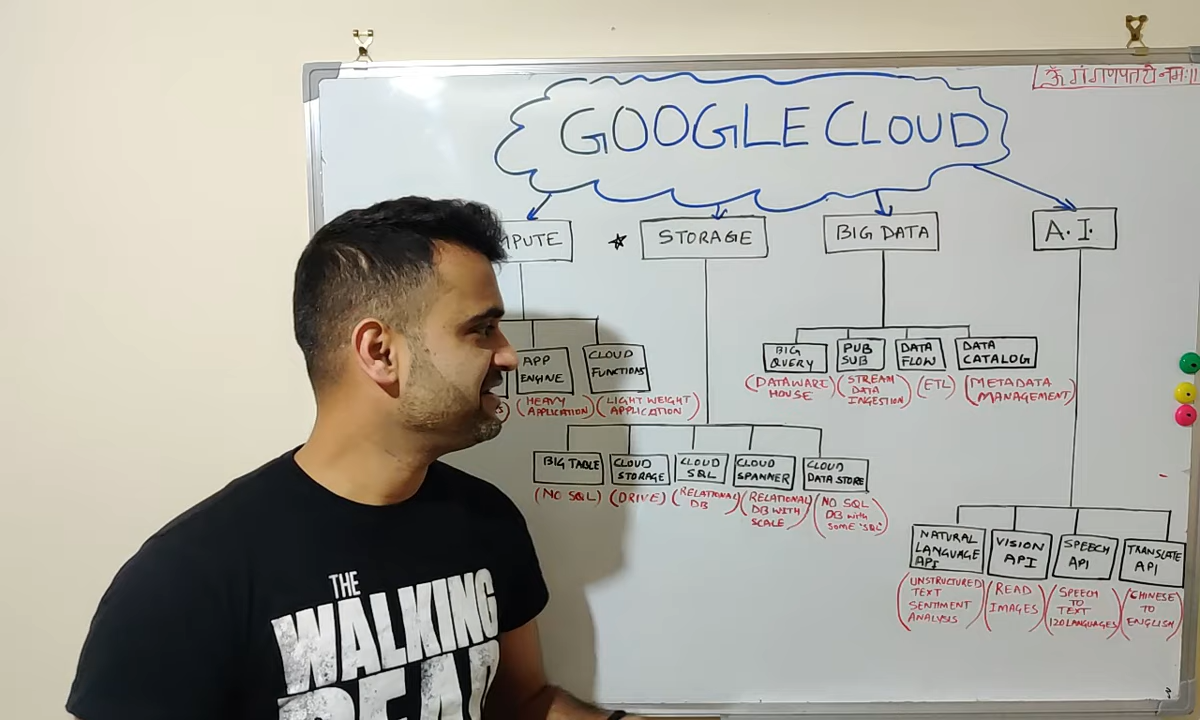 ॐ गं गणपतये नमः॥
GOOGLE CLOUD
STORAGE
BIG DATA
A.I.
APP
ENGINE
(HEAVY
APPLICATION)
CLOUD
FUNCTIONS
(LIGHT WEIGHT
APPLICATION)
BIG
QUERY
(DATAWARE
HOUSE)
PUB
SUB
(STREAM
DATA
INGESTION)
DATA
FLOW
(ETL)
DATA
CATALOG
(METADATA
MANAGEMENT)
BIG TABLE
(NO SQL)
CLOUD
STORAGE
(DRIVE)
CLOUD
SQL
(RELATIONAL
DB)
CLOUD
SPANNER
(RELATIONAL
DB WITH
SCALE)
CLOUD
DATA STORE
(NO SQL
DB with
SOME 'SQL')
NATURAL
LANGUAGE
API
(UNSTRUCTURED
TEXT
SENTIMENT
ANALYSIS)
VISION
API
(READ
IMAGES)
SPEECH
API
(SPEECH
TO
TEXT
120 LANGUAGES)
TRANSLATE
API
(CHINESE
TO
ENGLISH)
THE
WALKING
DEAD